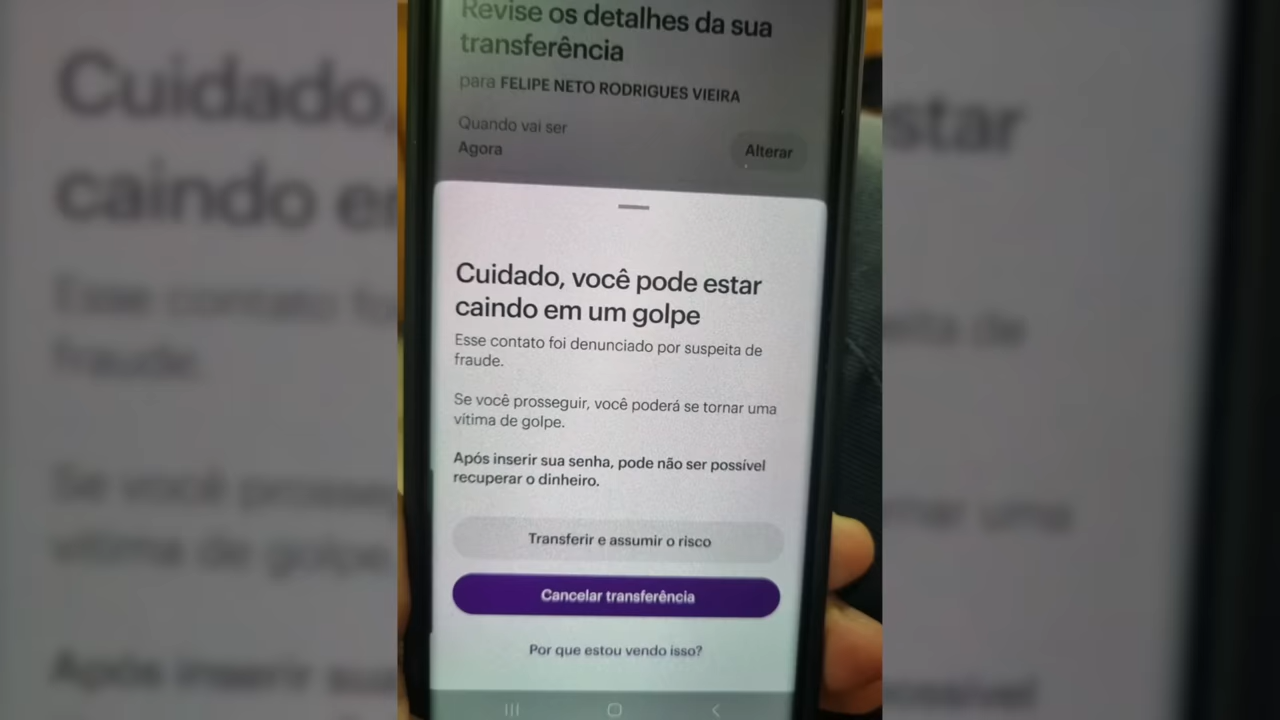 Revise os detalhes da sua
transferência
para FELIPE NETO RODRIGUES VIEIRA
Quando vai ser
Agora
Alterar
Cuidado, você pode estar
caindo em um golpe
Esse contato foi denunciado por suspeita de
fraude.
Se você prosseguir, você poderá se tornar uma
vítima de golpe.
Após inserir sua senha, pode não ser possível
recuperar o dinheiro.
Transferir e assumir o risco
Cancelar transferência
Por que estou vendo isso?